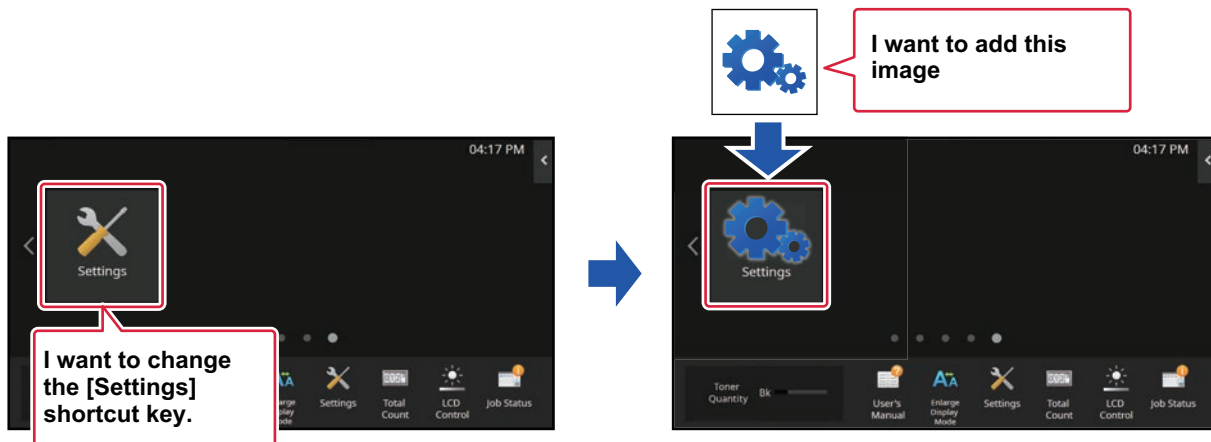 I want to add this
image
04:17 PM
Settings
I want to change
the [Settings]
shortcut key.
Settings
Total
Count
LCD
Control
Job Status
04:17 PM
Settings
Toner
Quantity
Bk
User's
Manual
Enlarge
Display
Mode
Settings
Total
Count
LCD
Control
Job Status